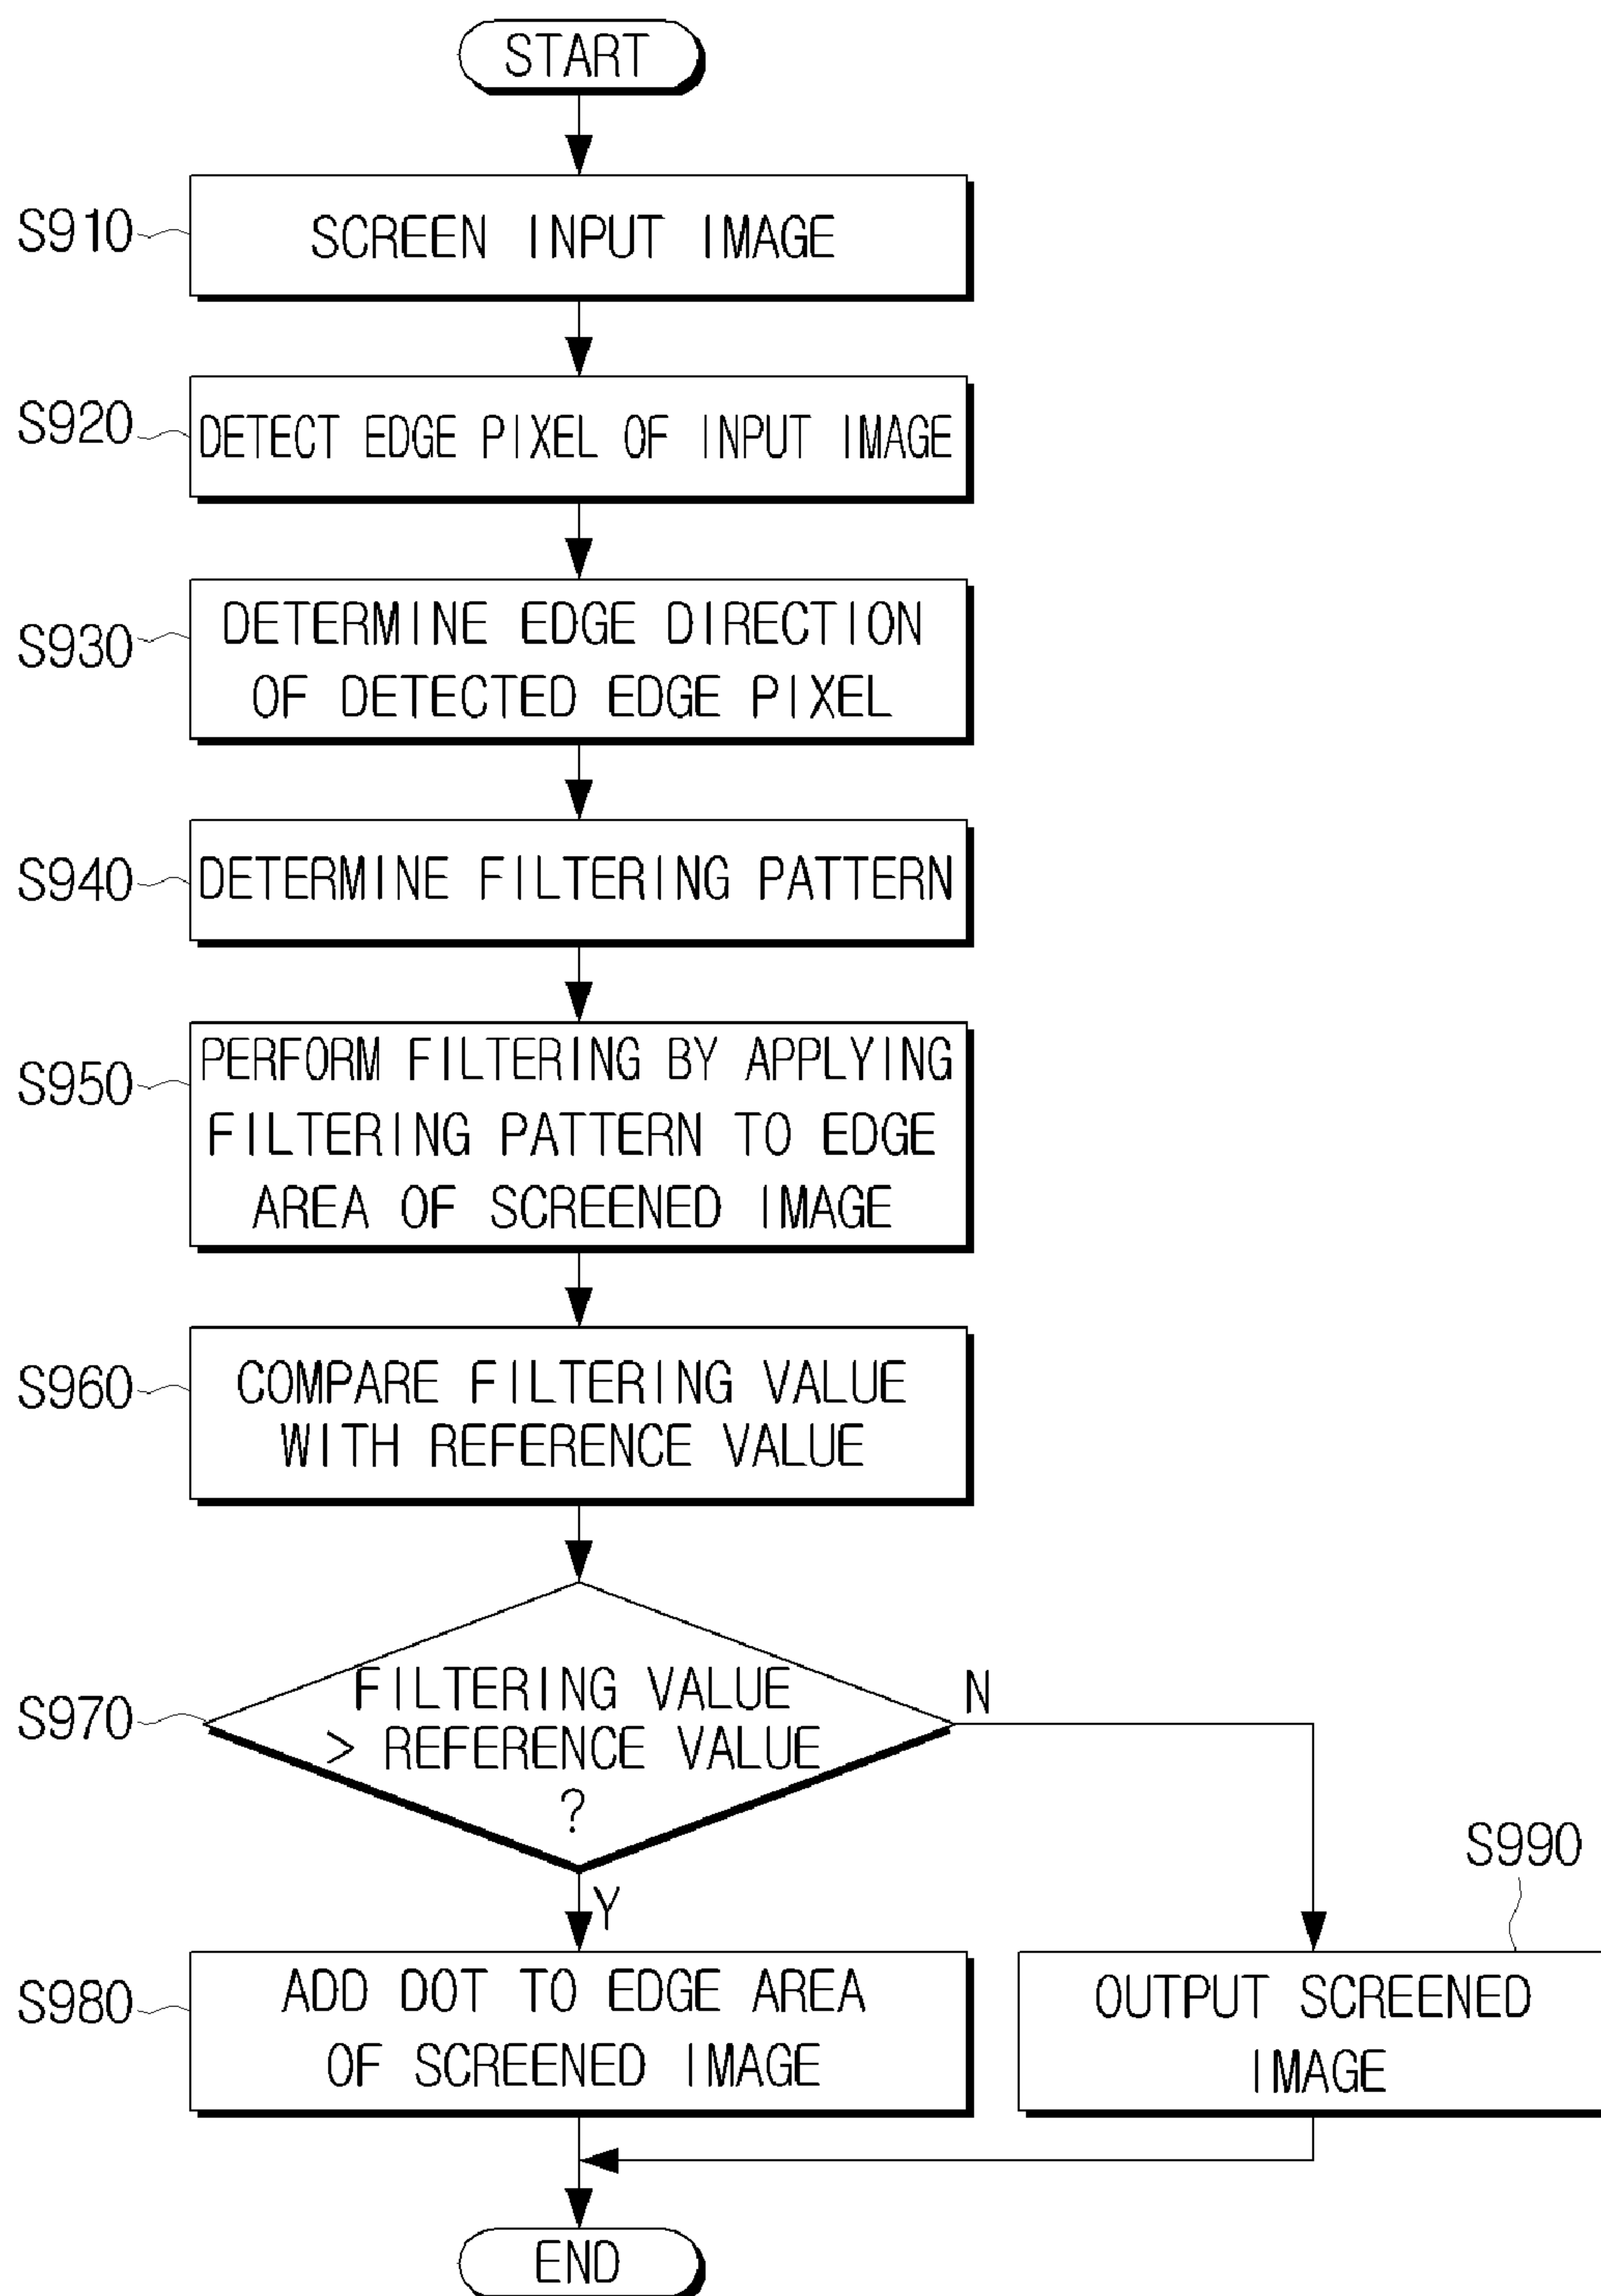 START
S910
SCREEN INPUT IMAGE
S920
DETECT EDGE PIXEL OF INPUT IMAGE
S930
DETERMINE EDGE DIRECTION
OF DETECTED EDGE PIXEL
S940
DETERMINE FILTERING PATTERN
S950
PERFORM FILTERING BY APPLYING
FILTERING PATTERN TO EDGE
AREA OF SCREENED IMAGE
S960
COMPARE FILTERING VALUE
WITH REFERENCE VALUE
S970
FILTERING VALUE
> REFERENCE VALUE
?
N
Y
S980
ADD DOT TO EDGE AREA
OF SCREENED IMAGE
S990
OUTPUT SCREENED
IMAGE
END